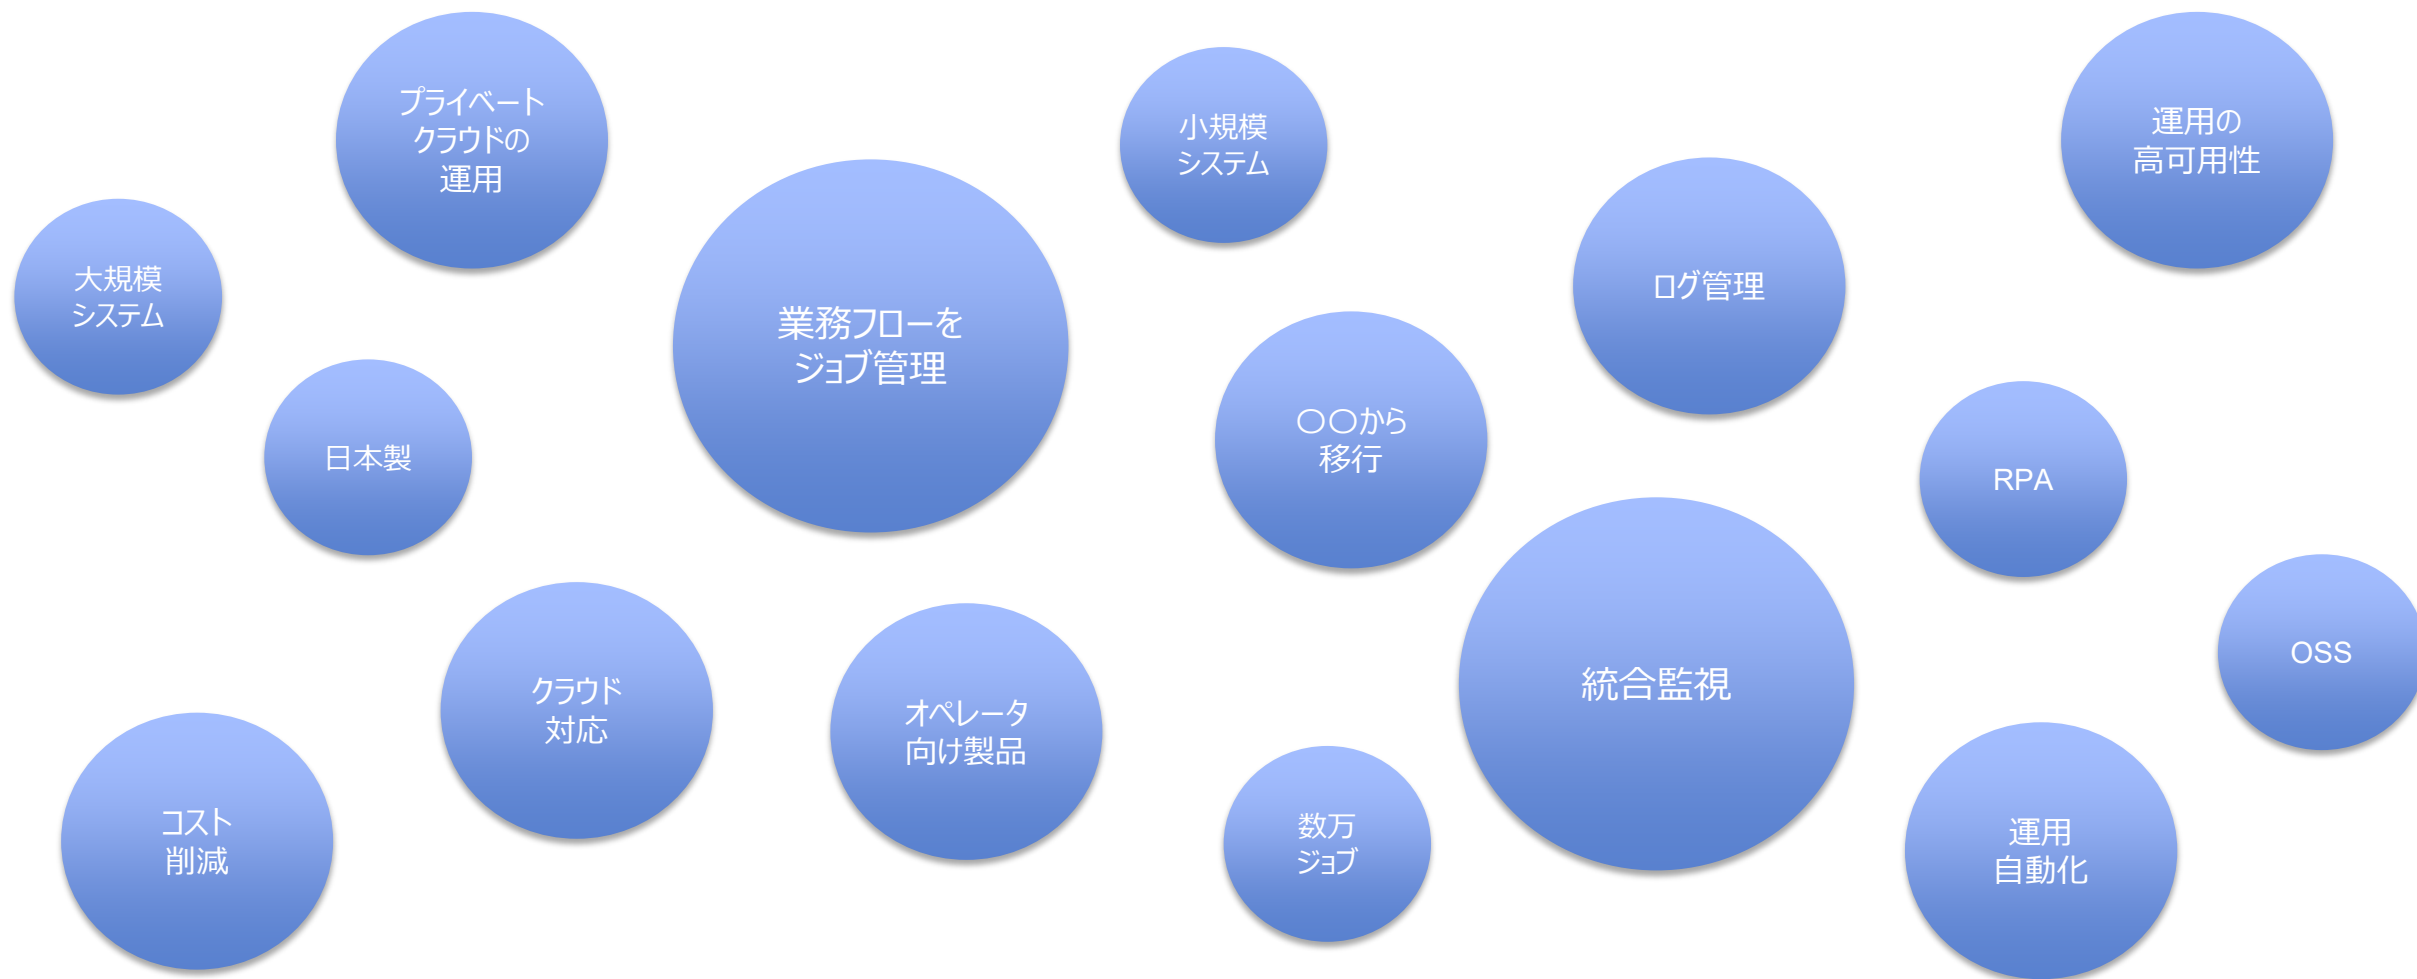 プライベート
クラウドの
運用
小規模
システム
運用の
高可用性
大規模
システム
業務フローを
ジョブ管理
ログ管理
〇〇から
移行
日本製
RPA
クラウド
対応
オペレータ
向け製品
統合監視
OSS
コスト
削減
数万
ジョブ
運用
自動化